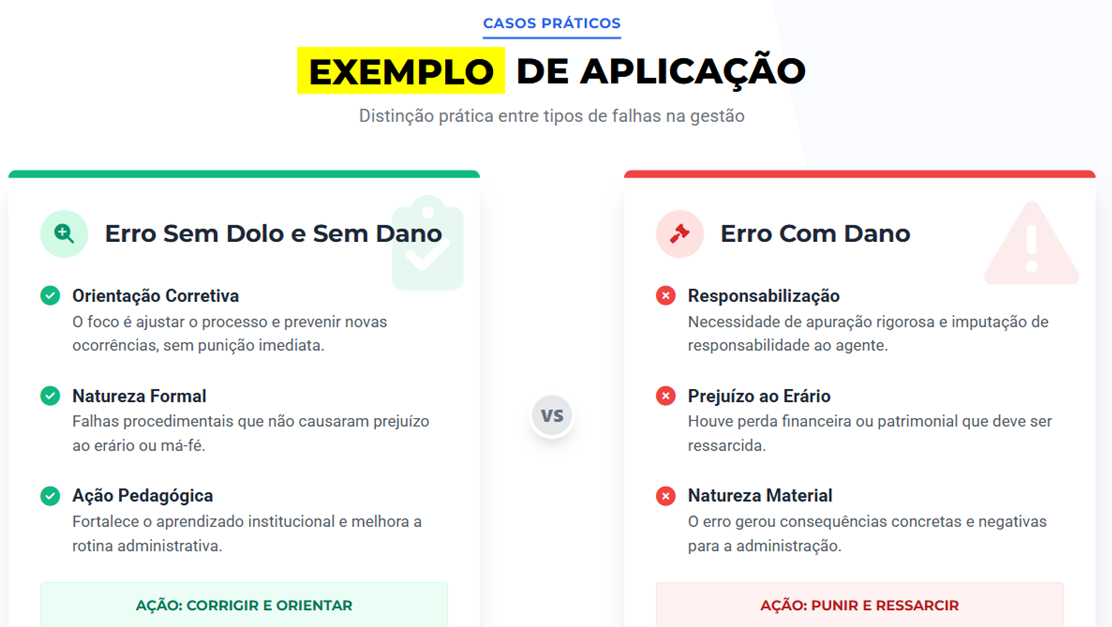 CASOS PRÁTICOS
EXEMPLO DE APLICAÇÃO
Distinção prática entre tipos de falhas na gestão
Erro Sem Dolo e Sem Dano
Orientação Corretiva
O foco é ajustar o processo e prevenir novas
ocorrências, sem punição imediata.
Natureza Formal
Falhas procedimentais que não causaram prejuízo
ao erário ou má-fé.
Ação Pedagógica
Fortalece o aprendizado institucional e melhora a
rotina administrativa.
AÇÃO: CORRIGIR E ORIENTAR
VS
Erro Com Dano
Responsabilização
Necessidade de apuração rigorosa e imputação de
responsabilidade ao agente.
Prejuízo ao Erário
Houve perda financeira ou patrimonial que deve ser
ressarcida.
Natureza Material
O erro gerou consequências concretas e negativas
para a administração.
AÇÃO: PUNIR E RESSARCIR